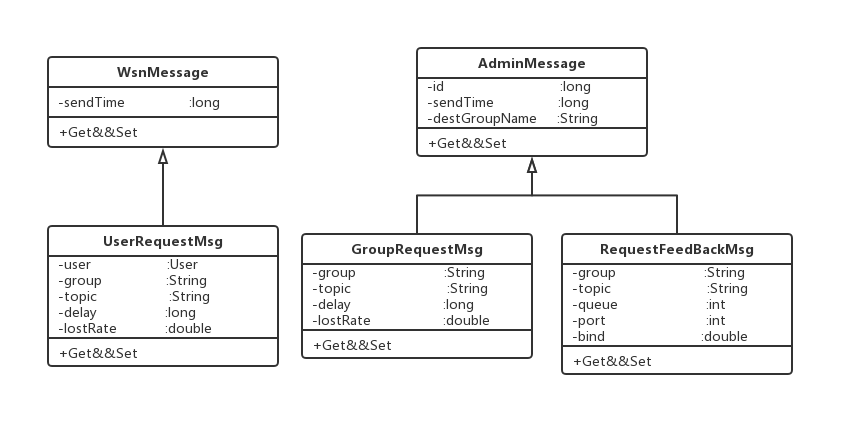 WsnMessage
-sendTime :long
+Get&&Set
AdminMessage
-id :long
-sendTime :long
-destGroupName :String
+Get&&Set
UserRequestMsg
-user :User
-group :String
-topic :String
-delay :long
-lostRate :double
+Get&&Set
GroupRequestMsg
-group :String
-topic :String
-delay :long
-lostRate :double
+Get&&Set
RequestFeedBackMsg
-group :String
-topic :String
-queue :int
-port :int
-bind :double
+Get&&Set